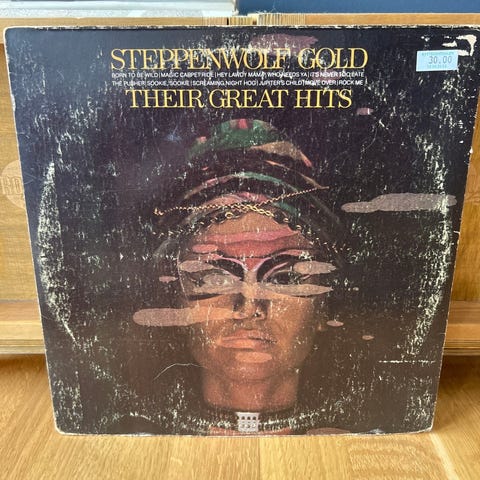 STEPPENWOLF GOLD
BORN TO BE WILD | MAGIC CARPET RIDE | HEY LAWDY MAMA | WHO NEEDS YA | IT'S NEVER TOO LATE
THE PUSHER | SOOKIE, SOOKIE | SCREAMING NIGHT HOG | JUPITER'S CHILD | MOVE OVER | ROCK ME
THEIR GREAT HITS
30.00